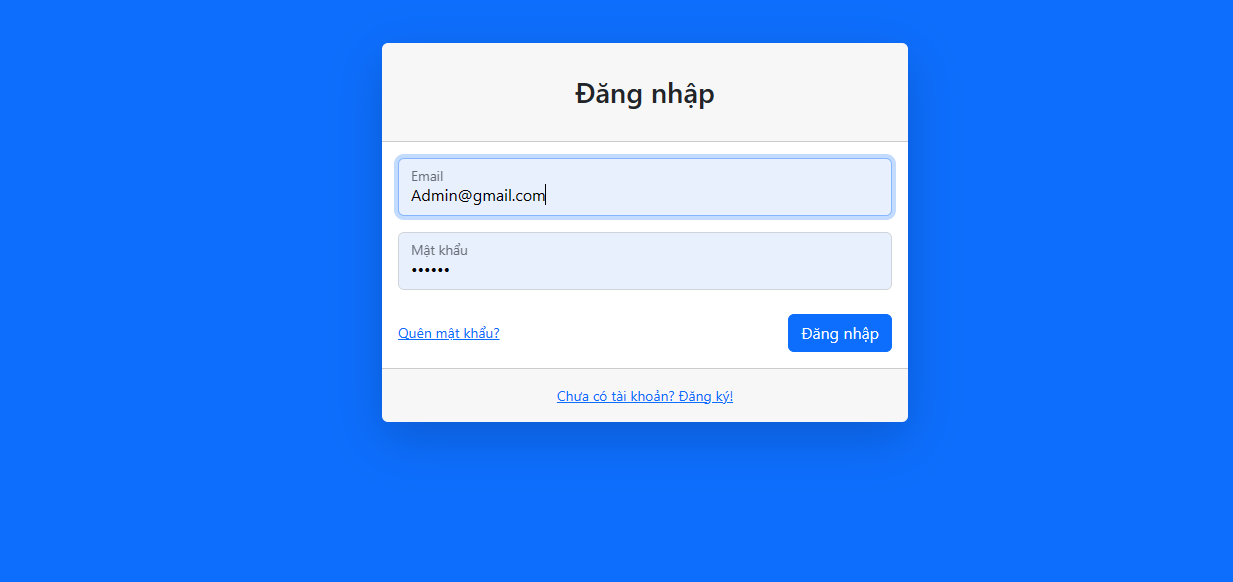 Đăng nhập
Email
Admin@gmail.com
Mật khẩu
••••••
Quên mật khẩu?
Đăng nhập
Chưa có tài khoản? Đăng ký!